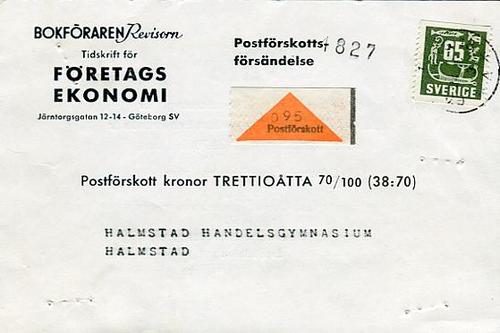 BOKFÖRAREN Revisorn
Tidskrift för
FÖRETAGS
EKONOMI
Järntorgsgatan 12-14 - Göteborg SV
Postförskotts-
försändelse
827
65
SVERIGE
095
Postförskott
Postförskott kronor TRETTIOÅTTA 70/100 (38:70)
HALMSTAD HANDELSGYMNASIUM
HALMSTAD